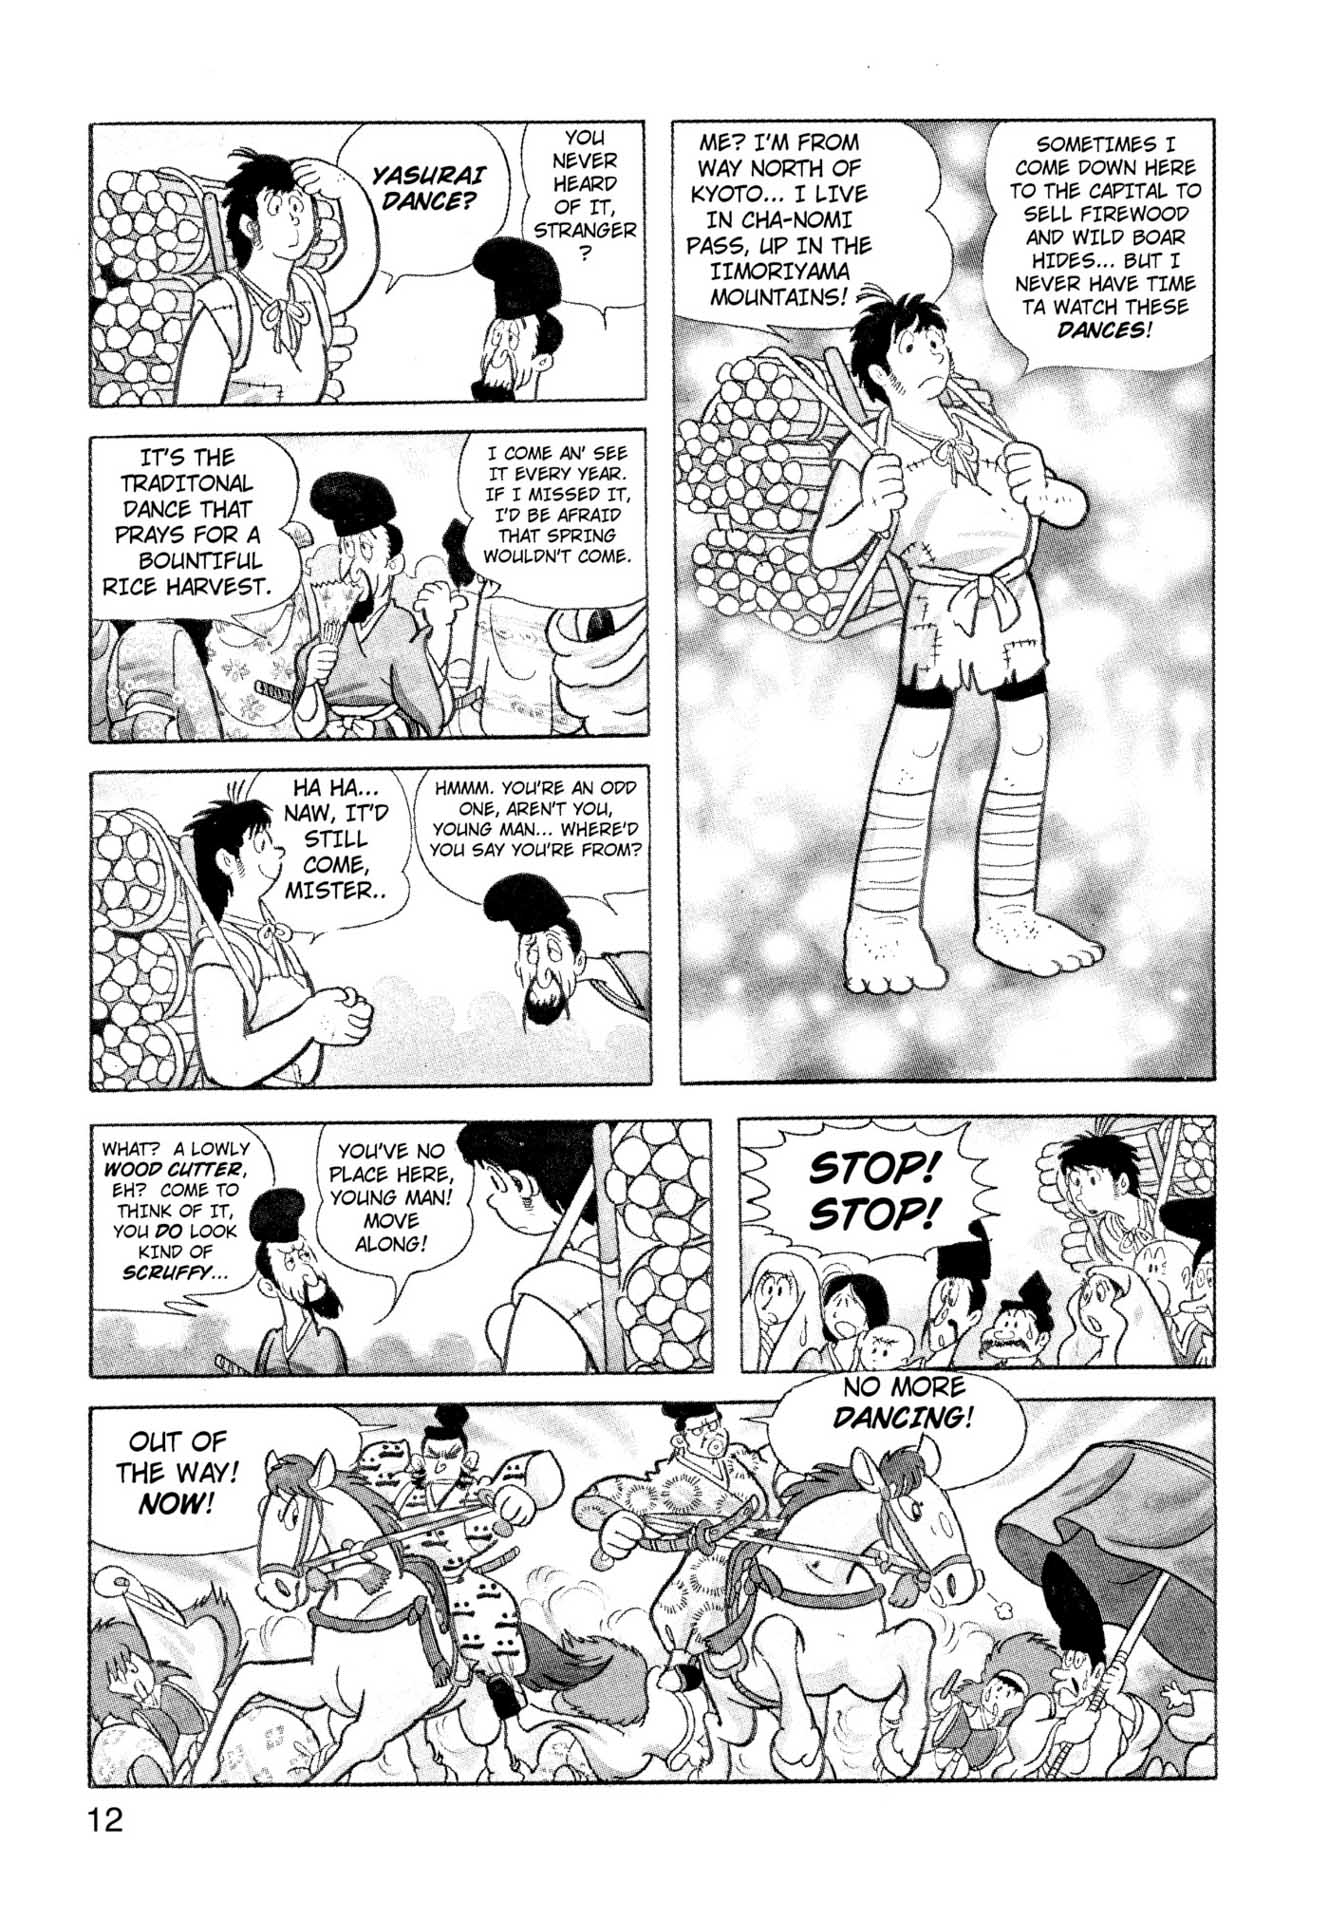 YOU
NEVER
HEARD
OF IT,
STRANGER
?
YASURAI
DANCE?
IT'S THE
TRADITONAL
DANCE THAT
PRAYS FOR A
BOUNTIFUL
RICE HARVEST.
I COME AN' SEE
IT EVERY YEAR.
IF I MISSED IT,
I'D BE AFRAID
THAT SPRING
WOULDN'T COME.
HA HA...
NAW, IT'D
STILL
COME,
MISTER..
HMMM. YOU'RE AN ODD
ONE, AREN'T YOU,
YOUNG MAN... WHERE'D
YOU SAY YOU'RE FROM?
ME? I'M FROM
WAY NORTH OF
KYOTO... I LIVE
IN CHA-NOMI
PASS, UP IN THE
IIMORIYAMA
MOUNTAINS!
SOMETIMES I
COME DOWN HERE
TO THE CAPITAL TO
SELL FIREWOOD
AND WILD BOAR
HIDES... BUT I
NEVER HAVE TIME
TA WATCH THESE
DANCES!
WHAT? A LOWLY
WOOD CUTTER,
EH? COME TO
THINK OF IT,
YOU DO LOOK
KIND OF
SCRUFFY...
YOU'VE NO
PLACE HERE,
YOUNG MAN!
MOVE
ALONG!
STOP!
STOP!
OUT OF
THE WAY!
NOW!
NO MORE
DANCING!
12